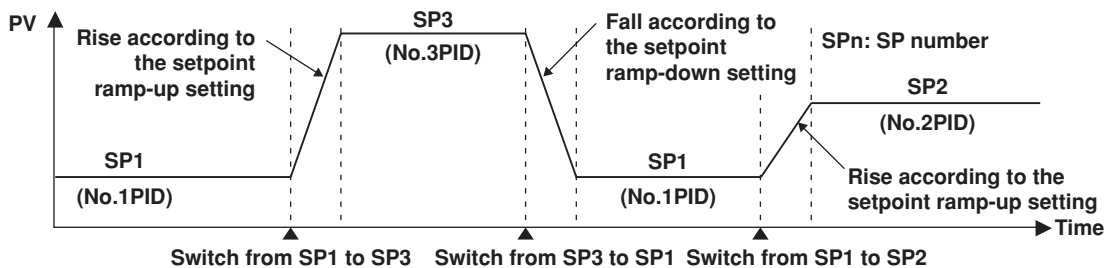 PV
Rise according to
the setpoint
ramp-up setting
SP3
(No.3PID)
Fall according to
the setpoint
ramp-down setting
SPn: SP number
SP2
(No.2PID)
SP1
(No.1PID)
SP1
(No.1PID)
Rise according to the
setpoint ramp-up setting
Time
Switch from SP1 to SP3
Switch from SP3 to SP1
Switch from SP1 to SP2